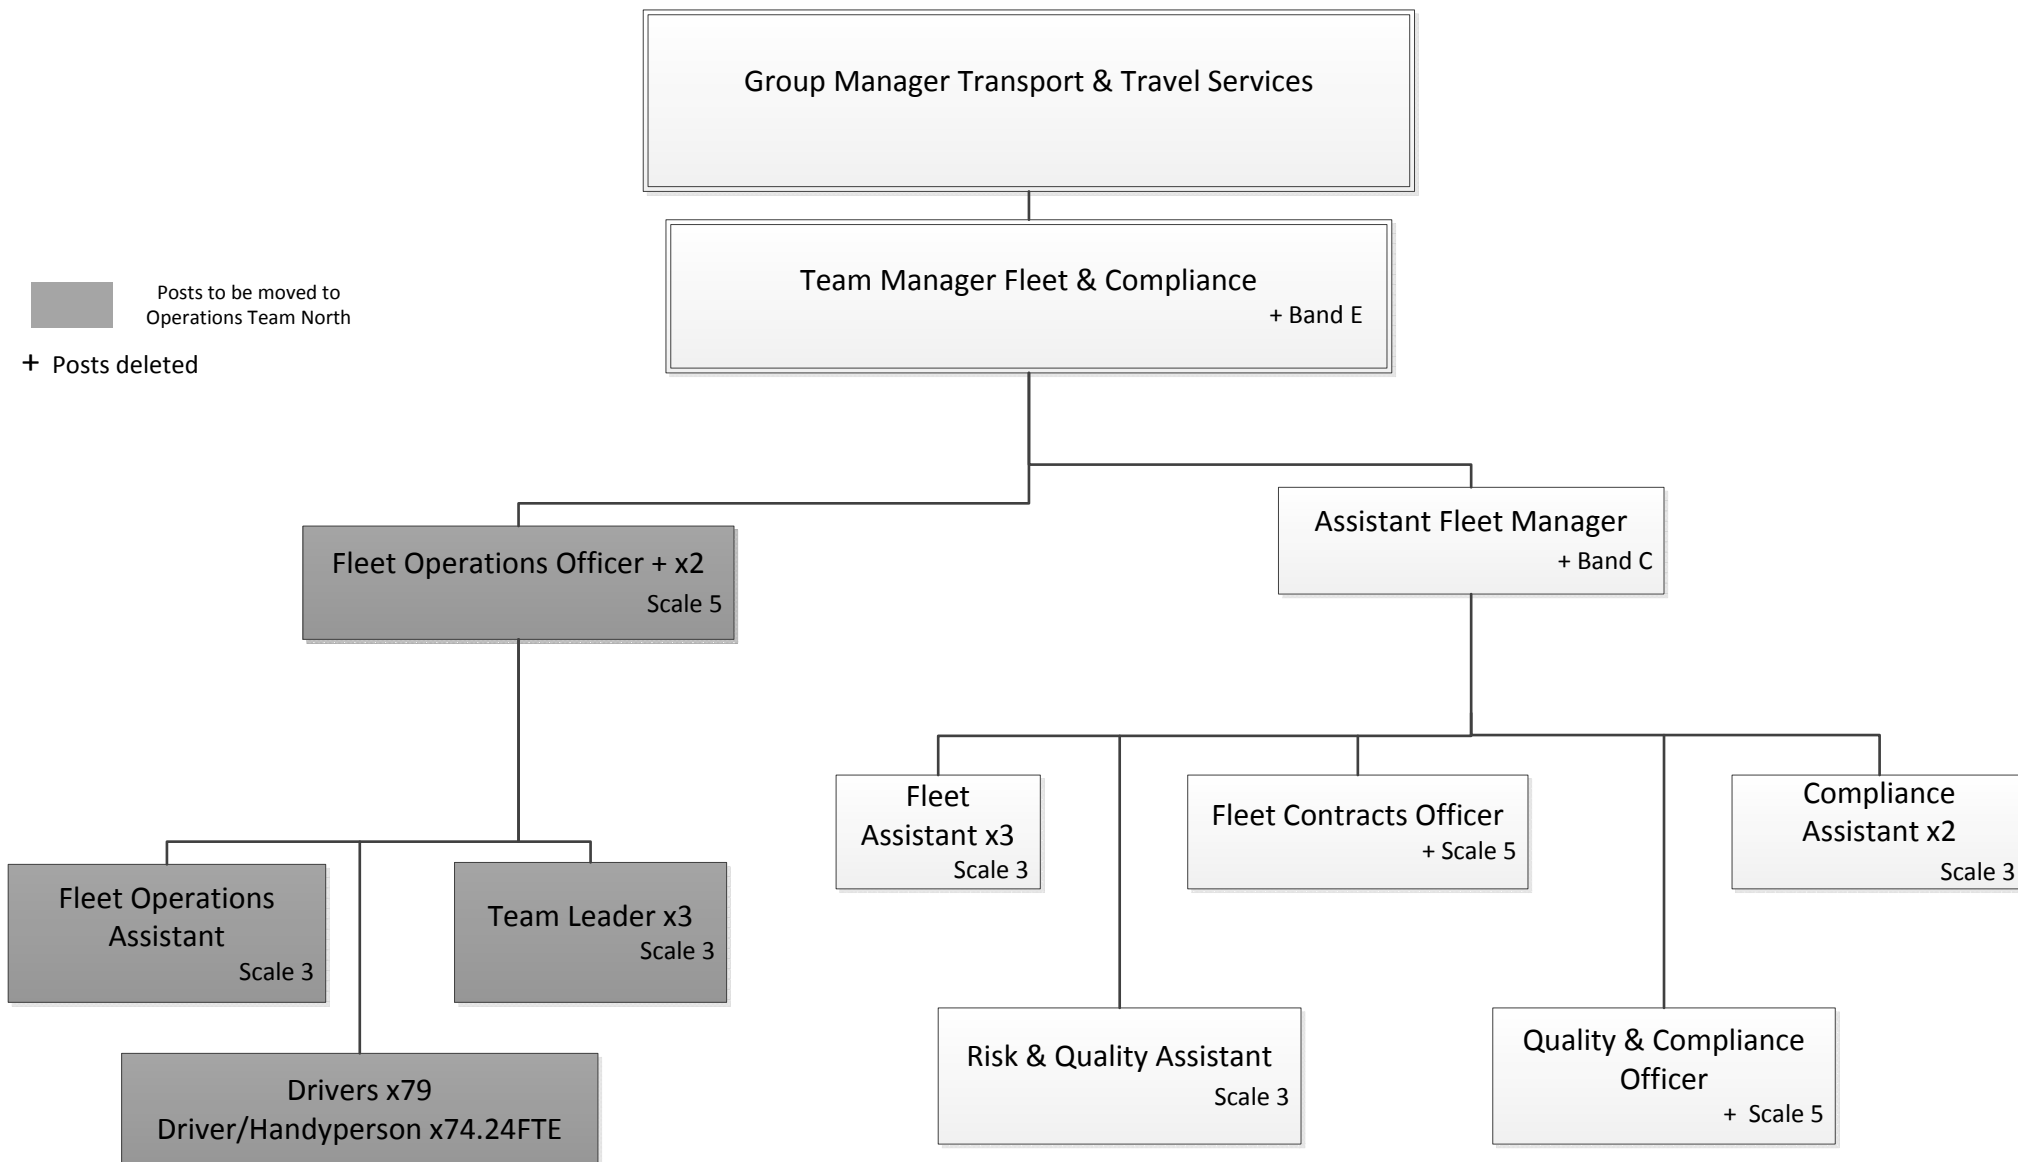 Group Manager Transport & Travel Services
Team Manager Fleet & Compliance
+ Band E
Posts to be moved to
Operations Team North
+ Posts deleted
Fleet Operations Officer + x2
Scale 5
Assistant Fleet Manager
+ Band C
Fleet Operations
Assistant
Scale 3
Team Leader x3
Scale 3
Drivers x79
Driver/Handyperson x74.24FTE
Fleet
Assistant x3
Scale 3
Fleet Contracts Officer
+ Scale 5
Compliance
Assistant x2
Scale 3
Risk & Quality Assistant
Scale 3
Quality & Compliance
Officer
+ Scale 5